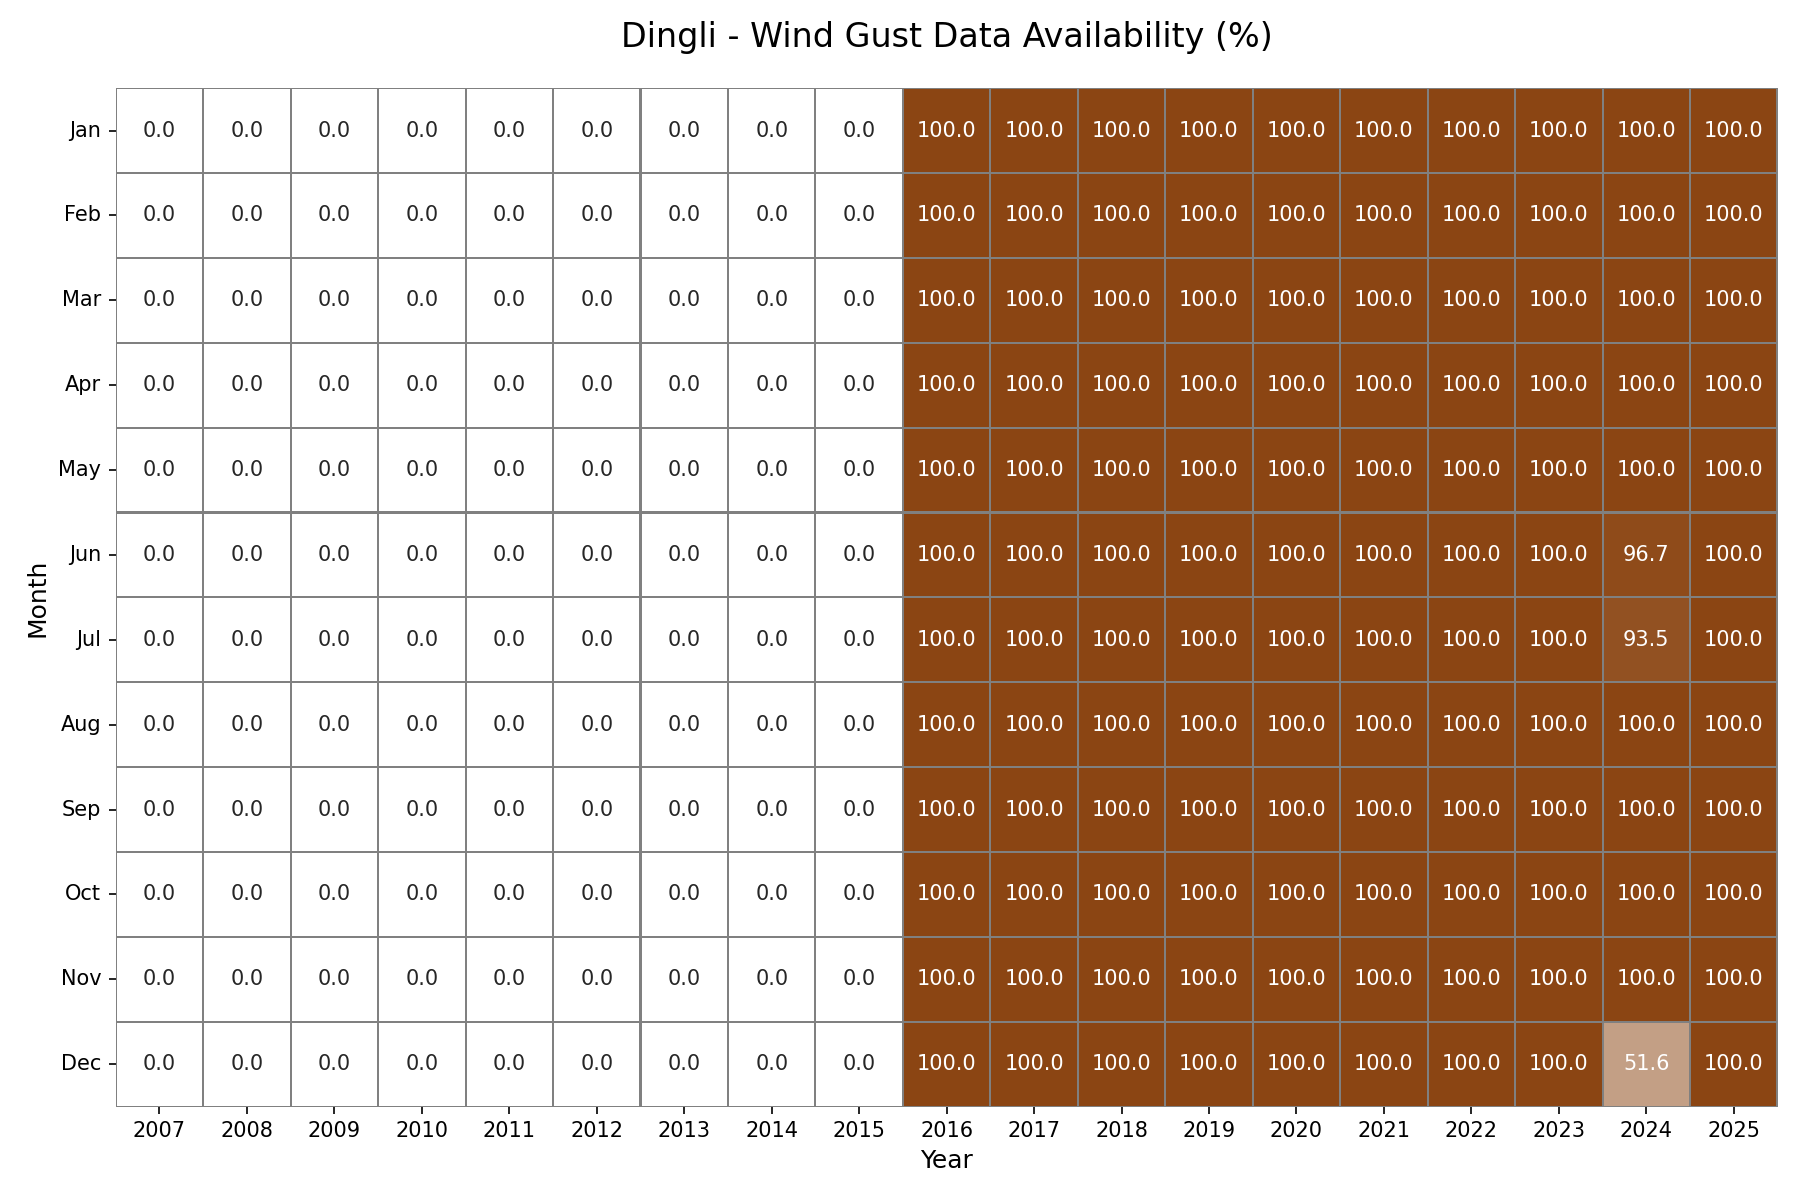 Dingli - Wind Gust Data Availability (%)
Jan 0.0 0.0 0.0 0.0 0.0 0.0 0.0 0.0 0.0 100.0 100.0 100.0 100.0 100.0 100.0 100.0 100.0 100.0 100.0
Feb 0.0 0.0 0.0 0.0 0.0 0.0 0.0 0.0 0.0 100.0 100.0 100.0 100.0 100.0 100.0 100.0 100.0 100.0 100.0
Mar 0.0 0.0 0.0 0.0 0.0 0.0 0.0 0.0 0.0 100.0 100.0 100.0 100.0 100.0 100.0 100.0 100.0 100.0 100.0
Apr 0.0 0.0 0.0 0.0 0.0 0.0 0.0 0.0 0.0 100.0 100.0 100.0 100.0 100.0 100.0 100.0 100.0 100.0 100.0
May 0.0 0.0 0.0 0.0 0.0 0.0 0.0 0.0 0.0 100.0 100.0 100.0 100.0 100.0 100.0 100.0 100.0 100.0 100.0
Jun 0.0 0.0 0.0 0.0 0.0 0.0 0.0 0.0 0.0 100.0 100.0 100.0 100.0 100.0 100.0 100.0 100.0 96.7 100.0
Month
Jul 0.0 0.0 0.0 0.0 0.0 0.0 0.0 0.0 0.0 100.0 100.0 100.0 100.0 100.0 100.0 100.0 100.0 93.5 100.0
Aug 0.0 0.0 0.0 0.0 0.0 0.0 0.0 0.0 0.0 100.0 100.0 100.0 100.0 100.0 100.0 100.0 100.0 100.0 100.0
Sep 0.0 0.0 0.0 0.0 0.0 0.0 0.0 0.0 0.0 100.0 100.0 100.0 100.0 100.0 100.0 100.0 100.0 100.0 100.0
Oct 0.0 0.0 0.0 0.0 0.0 0.0 0.0 0.0 0.0 100.0 100.0 100.0 100.0 100.0 100.0 100.0 100.0 100.0 100.0
Nov 0.0 0.0 0.0 0.0 0.0 0.0 0.0 0.0 0.0 100.0 100.0 100.0 100.0 100.0 100.0 100.0 100.0 100.0 100.0
Dec 0.0 0.0 0.0 0.0 0.0 0.0 0.0 0.0 0.0 100.0 100.0 100.0 100.0 100.0 100.0 100.0 100.0 51.6 100.0
2007 2008 2009 2010 2011 2012 2013 2014 2015 2016 2017 2018 2019 2020 2021 2022 2023 2024 2025
Year